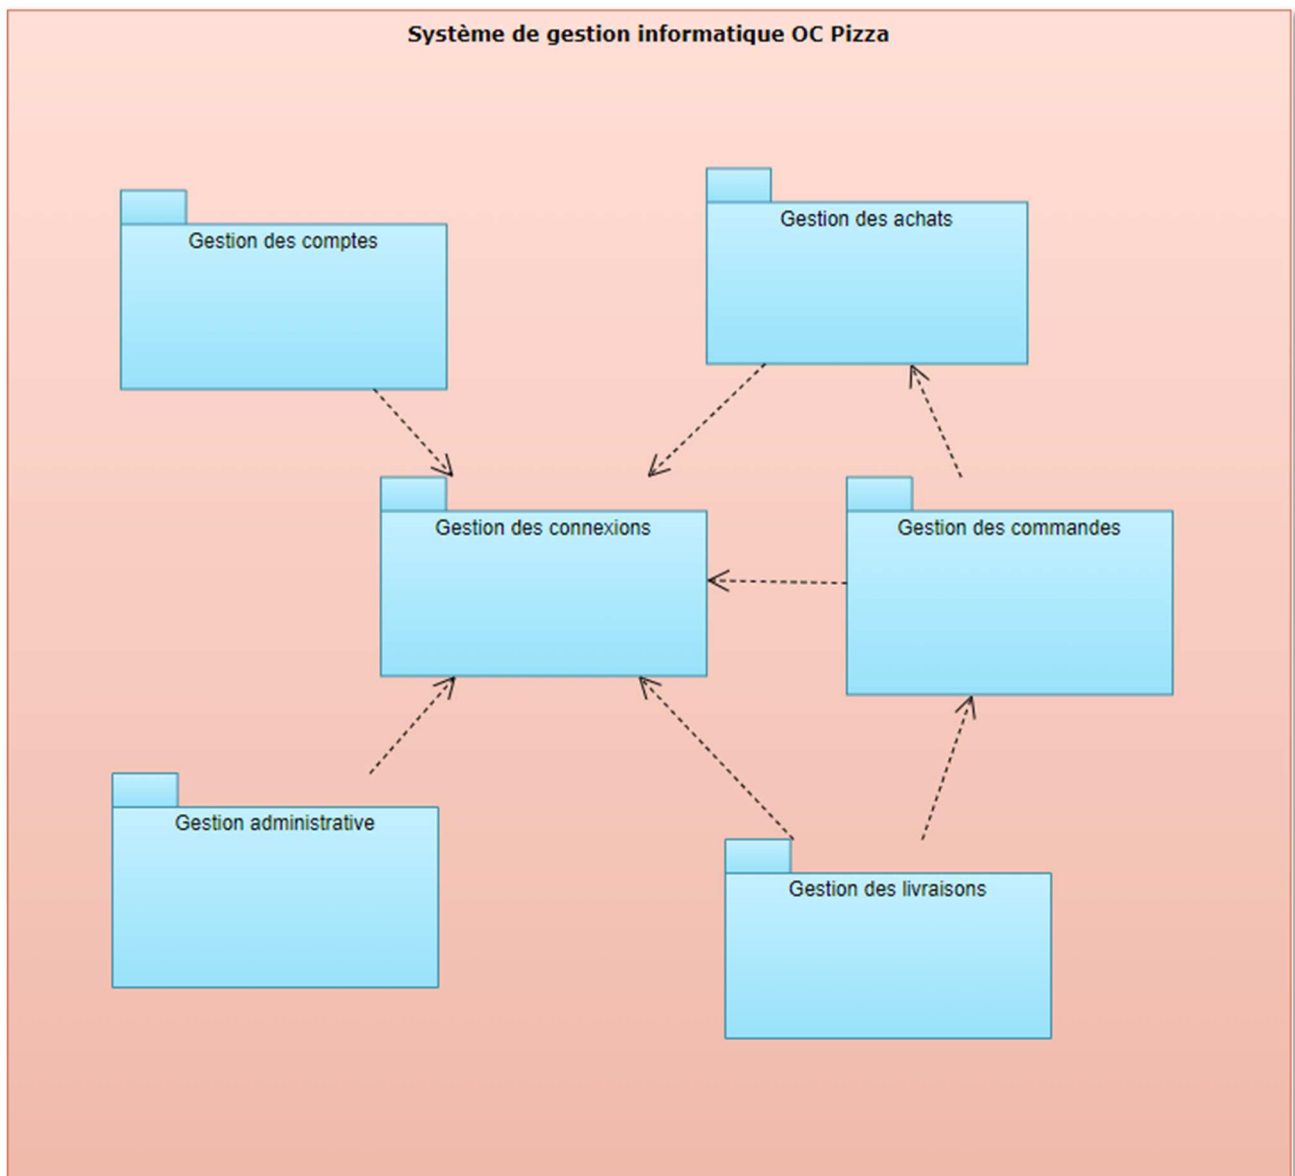 Système de gestion informatique OC Pizza
Gestion des comptes
Gestion des achats
Gestion des connexions
Gestion des commandes
Gestion administrative
Gestion des livraisons